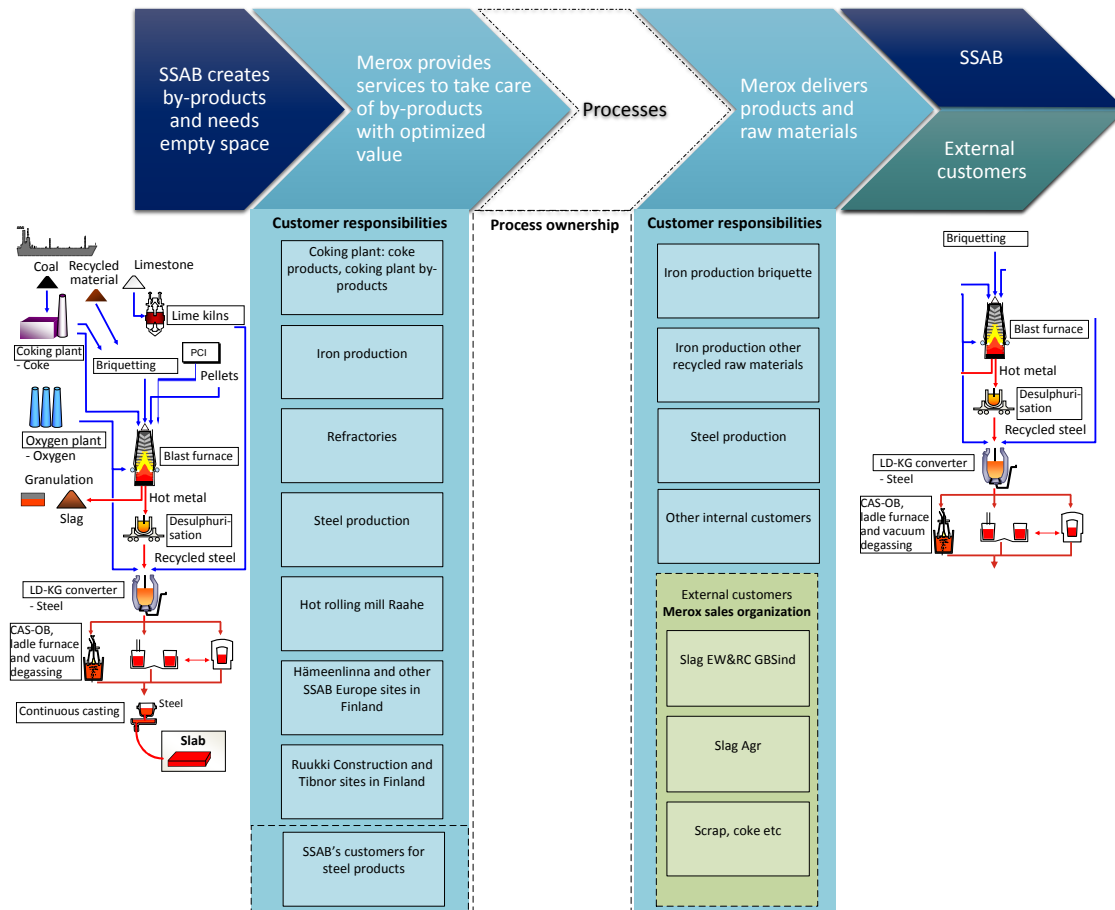 SSAB creates
by-products
and needs
empty space
Merox provides
services to take care
of by-products
with optimized
value
Processes
Merox delivers
products and
raw materials
SSAB
External
customers
Customer responsibilities
Coking plant: coke
products, coking plant by-
products
Iron production
Refractories
Steel production
Hot rolling mill Raahe
Hämeenlinna and other
SSAB Europe sites in
Finland
Ruukki Construction and
Tibnor sites in Finland
SSAB's customers for
steel products
Process ownership
Customer responsibilities
Iron production briquette
Iron production other
recycled raw materials
Steel production
Other internal customers
External customers
Merox sales organization
Slag EW&RC GBSind
Slag Agr
Scrap, coke etc
Coal
Recycled
material
Limestone
Lime kilns
Coking plant
- Coke
Briquetting
PCI
Pellets
Oxygen plant
- Oxygen
Blast furnace
Granulation
Slag
Hot metal
Desulphuri-
sation
Recycled steel
LD-KG converter
- Steel
CAS-OB,
ladle furnace
and vacuum
degassing
Continuous casting
Steel
Slab
Briquetting
Blast furnace
Hot metal
Desulphuri-
sation
Recycled steel
LD-KG converter
- Steel
CAS-OB,
ladle furnace
and vacuum
degassing